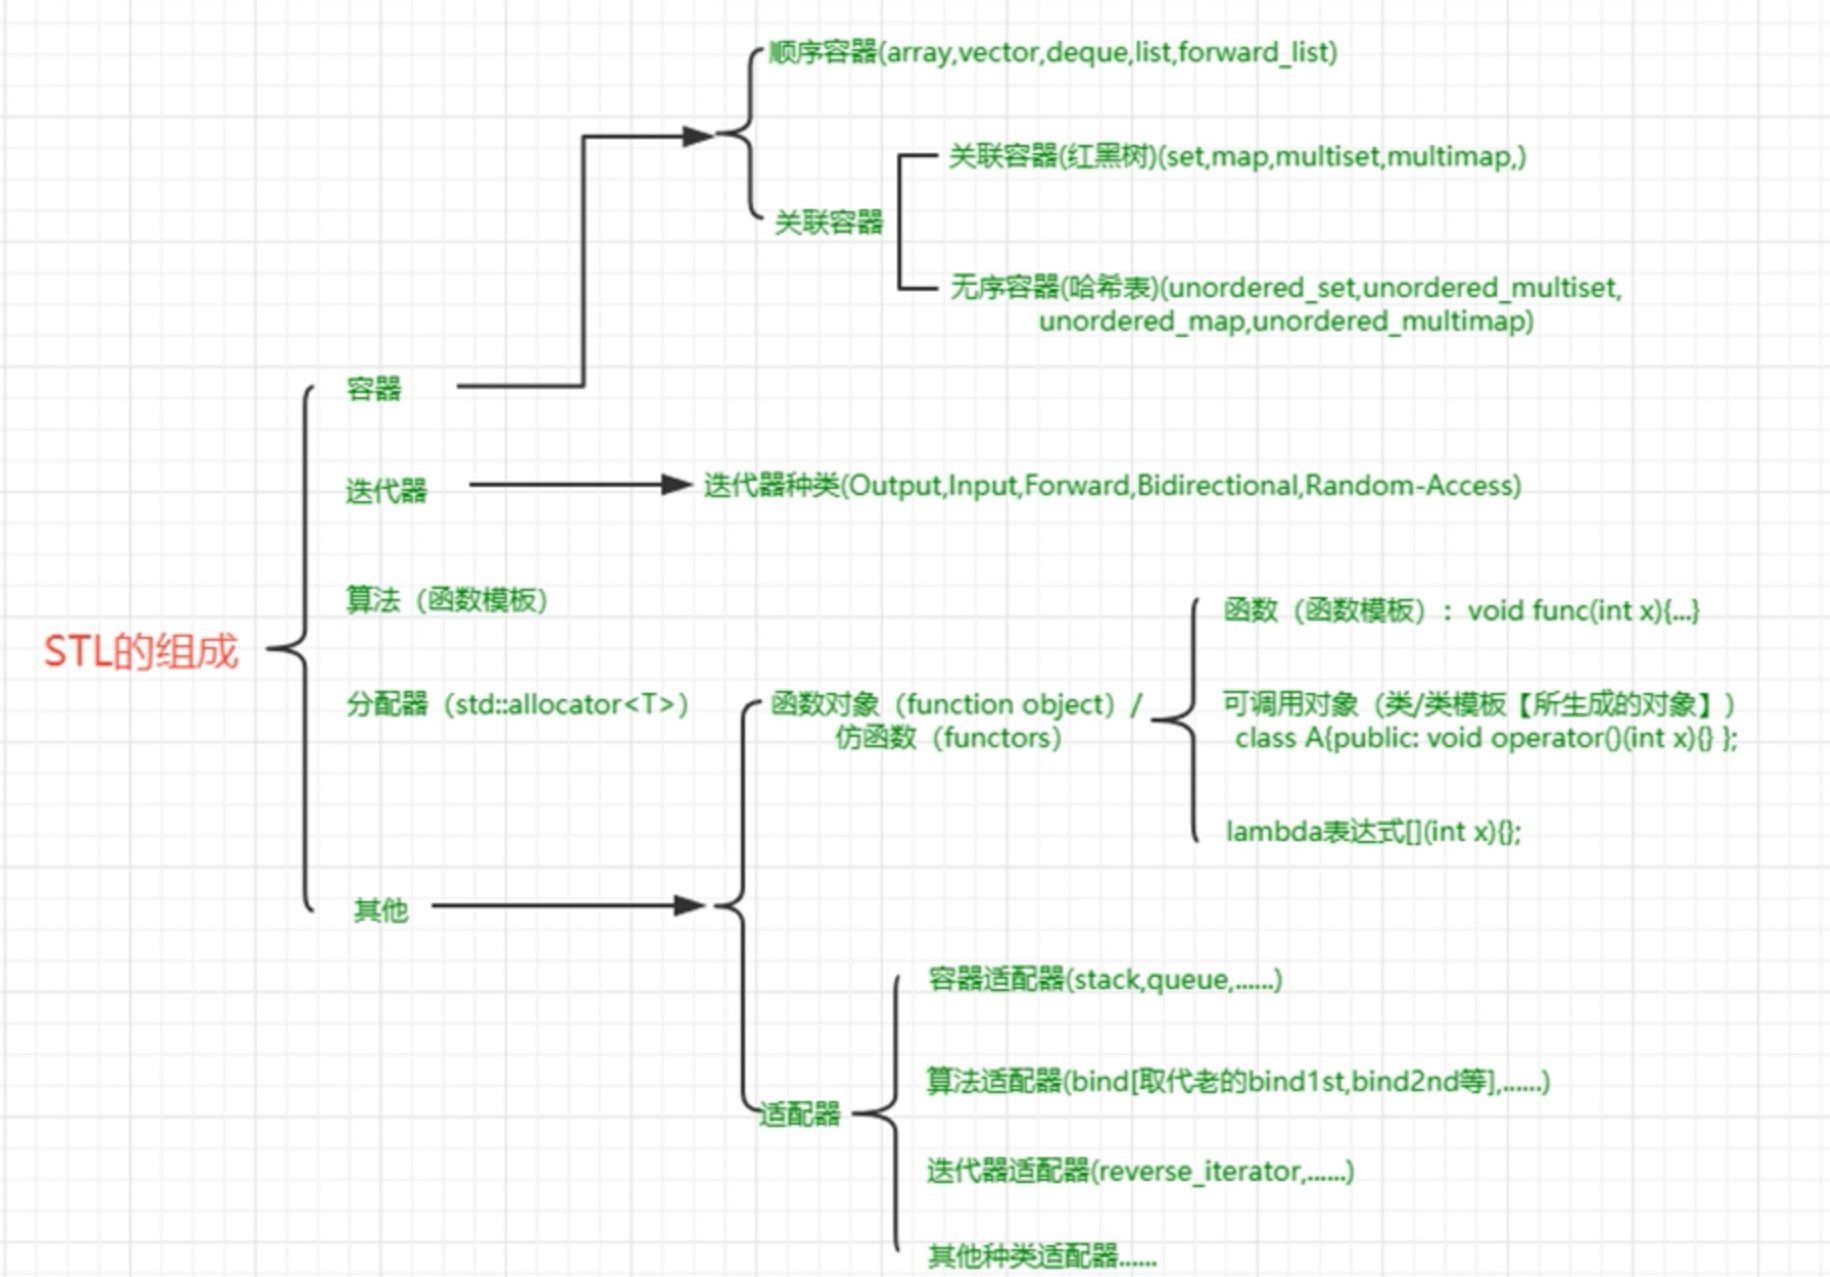 顺序容器(array,vector,deque,list,forward_list)
关联容器(红黑树)(set,map,multiset,multimap,)
关联容器
无序容器(哈希表)(unordered_set,unordered_multiset,
unordered_map,unordered_multimap)
容器
迭代器
迭代器种类(Output,Input,Forward,Bidirectional,Random-Access)
算法（函数模板）
STL的组成
分配器（std::allocator<T>）
函数对象（function object）/
仿函数（functors）
函数（函数模板）：void func(int x){...}
可调用对象（类/类模板【所生成的对象】）
class A{public: void operator()(int x){} };
lambda表达式[](int x){};
其他
容器适配器(stack,queue,......)
算法适配器(bind[取代老的bind1st,bind2nd等],......)
适配器
迭代器适配器(reverse_iterator,......)
其他种类适配器......